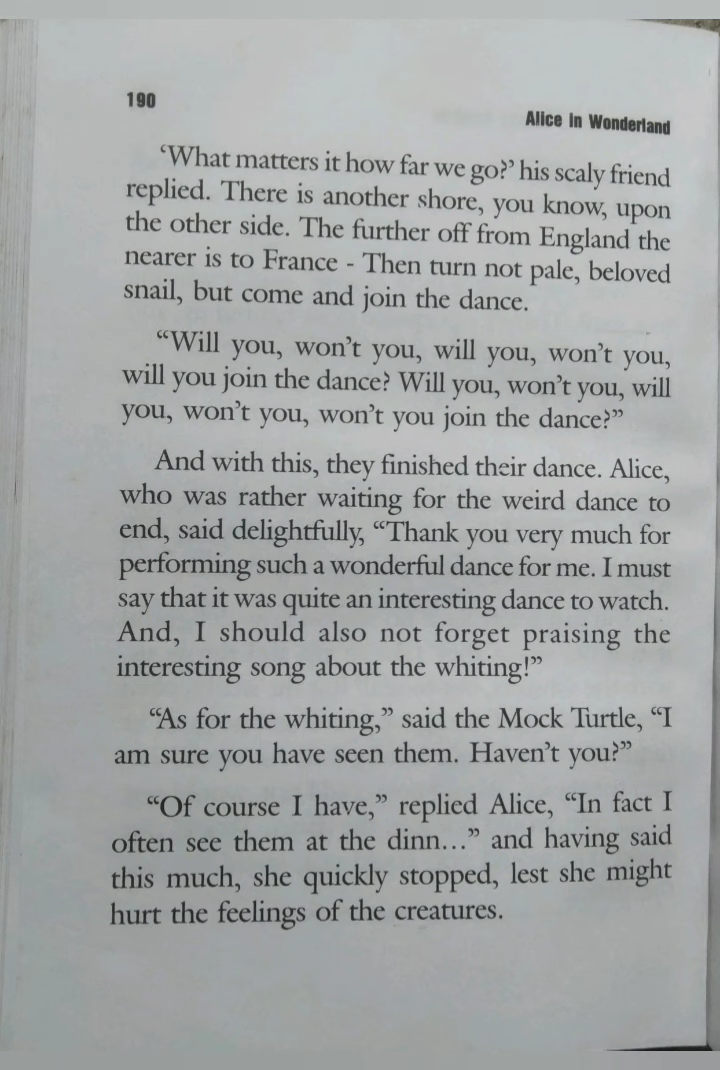 190
Alice in Wonderland
‘What matters it how far we go?’ his scaly friend
replied. There is another shore, you know, upon
the other side. The further off from England the
nearer is to France - Then turn not pale, beloved
snail, but come and join the dance.
“Will you, won’t you, will you, won’t you,
will you join the dance? Will you, won’t you, will
you, won’t you, won’t you join the dance?”
And with this, they finished their dance. Alice,
who was rather waiting for the weird dance to
end, said delightfully, “Thank you very much for
performing such a wonderful dance for me. I must
say that it was quite an interesting dance to watch.
And, I should also not forget praising the
interesting song about the whiting!”
“As for the whiting,” said the Mock Turtle, “I
am sure you have seen them. Haven’t you?”
“Of course I have,” replied Alice, “In fact I
often see them at the dinn...” and having said
this much, she quickly stopped, lest she might
hurt the feelings of the creatures.